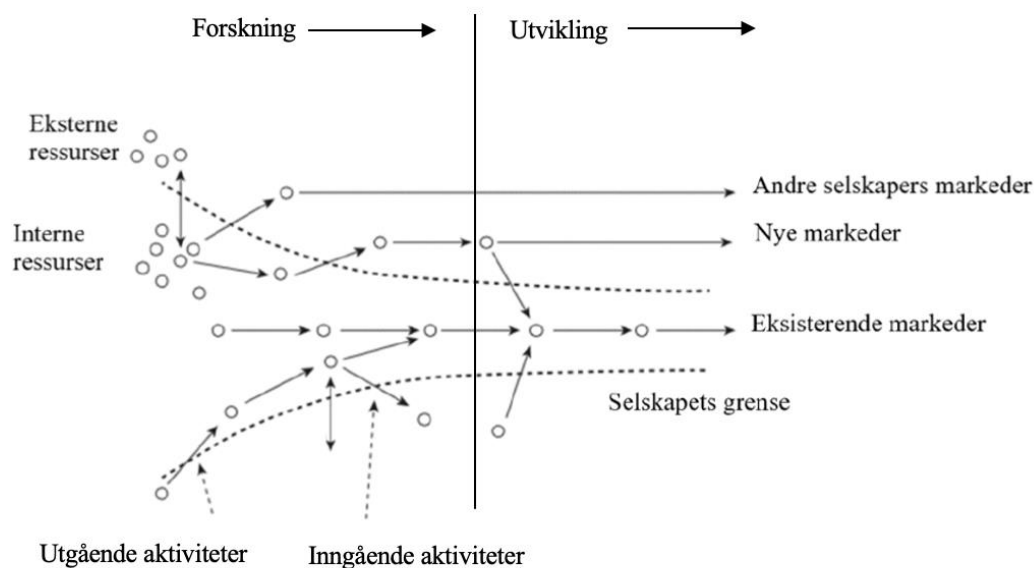 Forskning
Utvikling
Eksterne
ressurser
Andre selskapers markeder
Interne
ressurser
Nye markeder
Eksisterende markeder
Selskapets grense
Utgående aktiviteter
Inngående aktiviteter